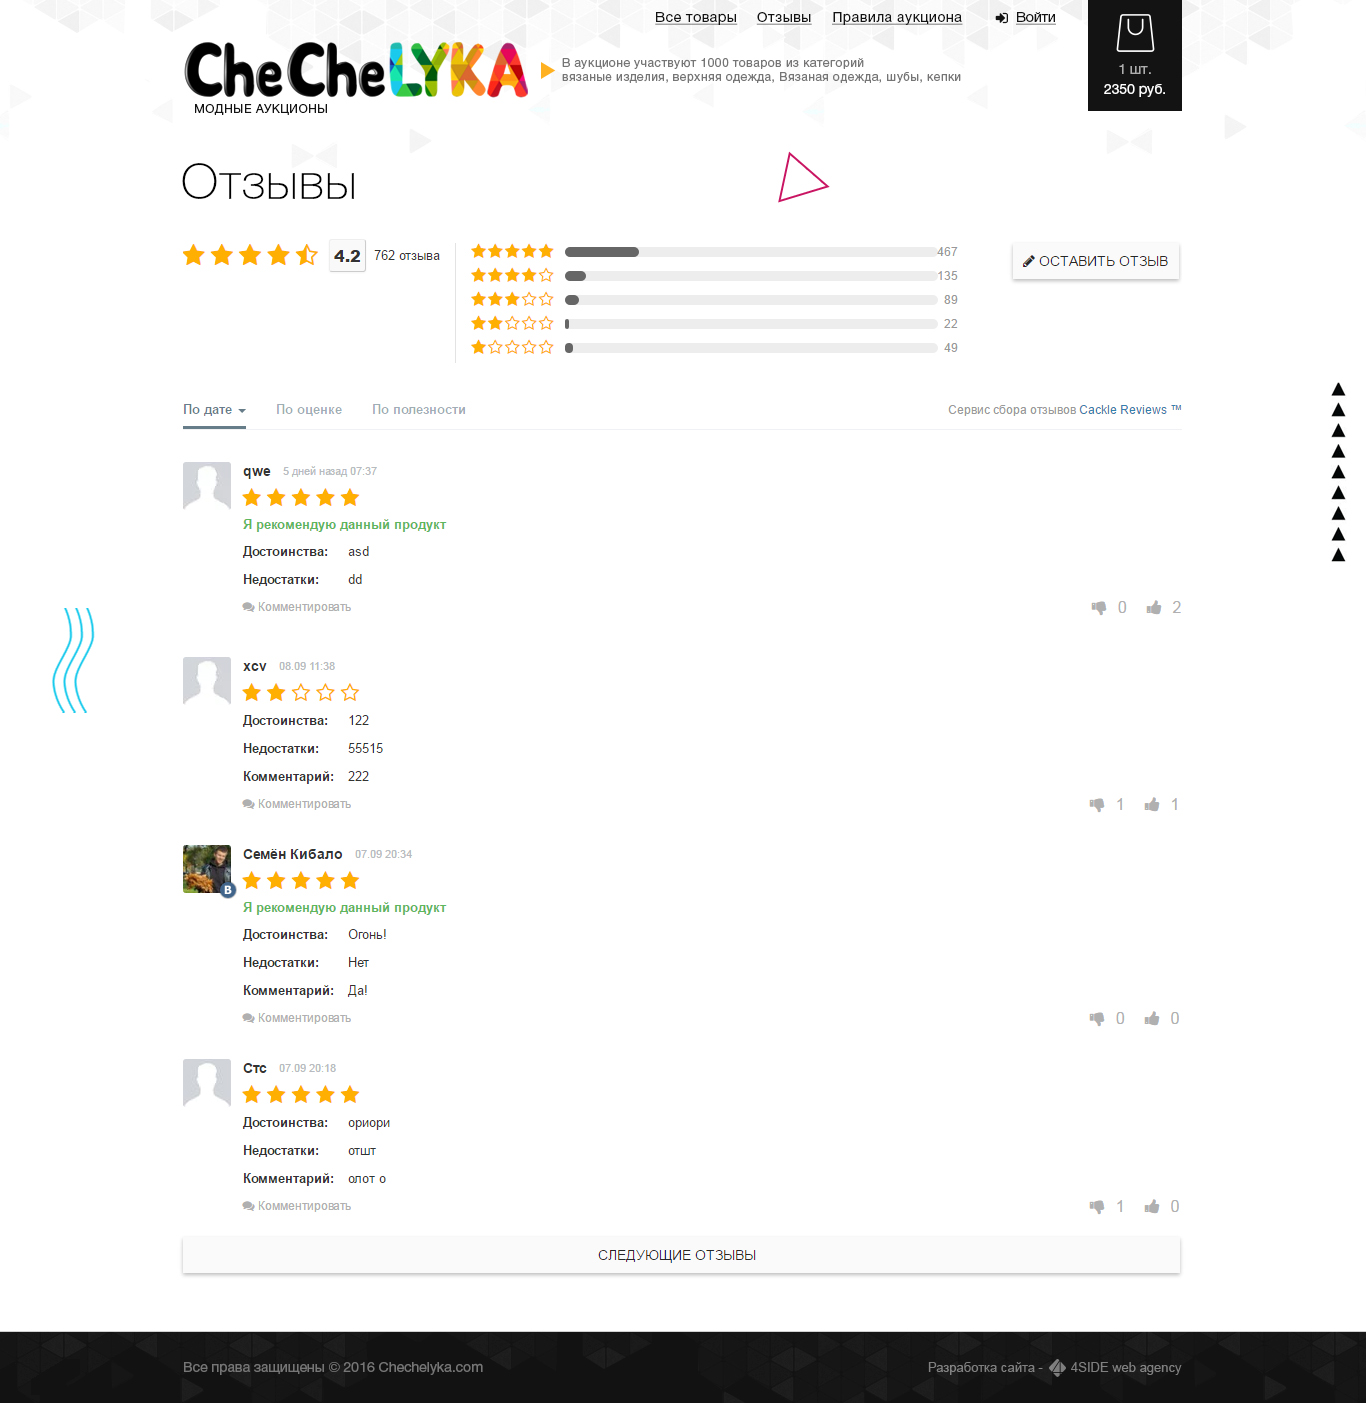 Все товары Отзывы Правила аукциона Войти
CheCheLYKA
МОДНЫЕ АУКЦИОНЫ
В аукционе участвуют 1000 товаров из категорий
вязаные изделия, верхняя одежда, Вязаная одежда, шубы, кепки
1 шт.
2350 руб.
Отзывы
4.2 762 отзыва
467
135
89
22
49
ОСТАВИТЬ ОТЗЫВ
По дате По оценке По полезности
Сервис сбора отзывов Cackle Reviews ™
qwe 5 дней назад 07:37
Я рекомендую данный продукт
Достоинства: asd
Недостатки: dd
Комментировать 0 2
xcv 08.09 11:38
Достоинства: 122
Недостатки: 55515
Комментарий: 222
Комментировать 1 1
Семён Кибало 07.09 20:34
В
Я рекомендую данный продукт
Достоинства: Огонь!
Недостатки: Нет
Комментарий: Да!
Комментировать 0 0
Стс 07.09 20:18
Достоинства: ориори
Недостатки: отшт
Комментарий: олот о
Комментировать 1 0
СЛЕДУЮЩИЕ ОТЗЫВЫ
Все права защищены © 2016 Chechelyka.com
Разработка сайта - 4SIDE web agency